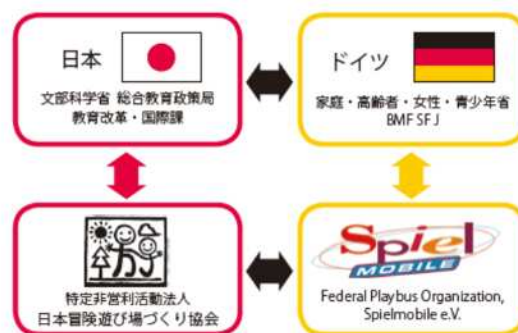 日本
文部科学省 総合教育政策局
教育改革・国際課
ドイツ
家庭・高齢者・女性・青少年省
BMF SF J
特定非営利活動法人
日本冒険遊び場づくり協会
Spiel
MOBILE
Federal Playbus Organization,
Spielmobile e.V.